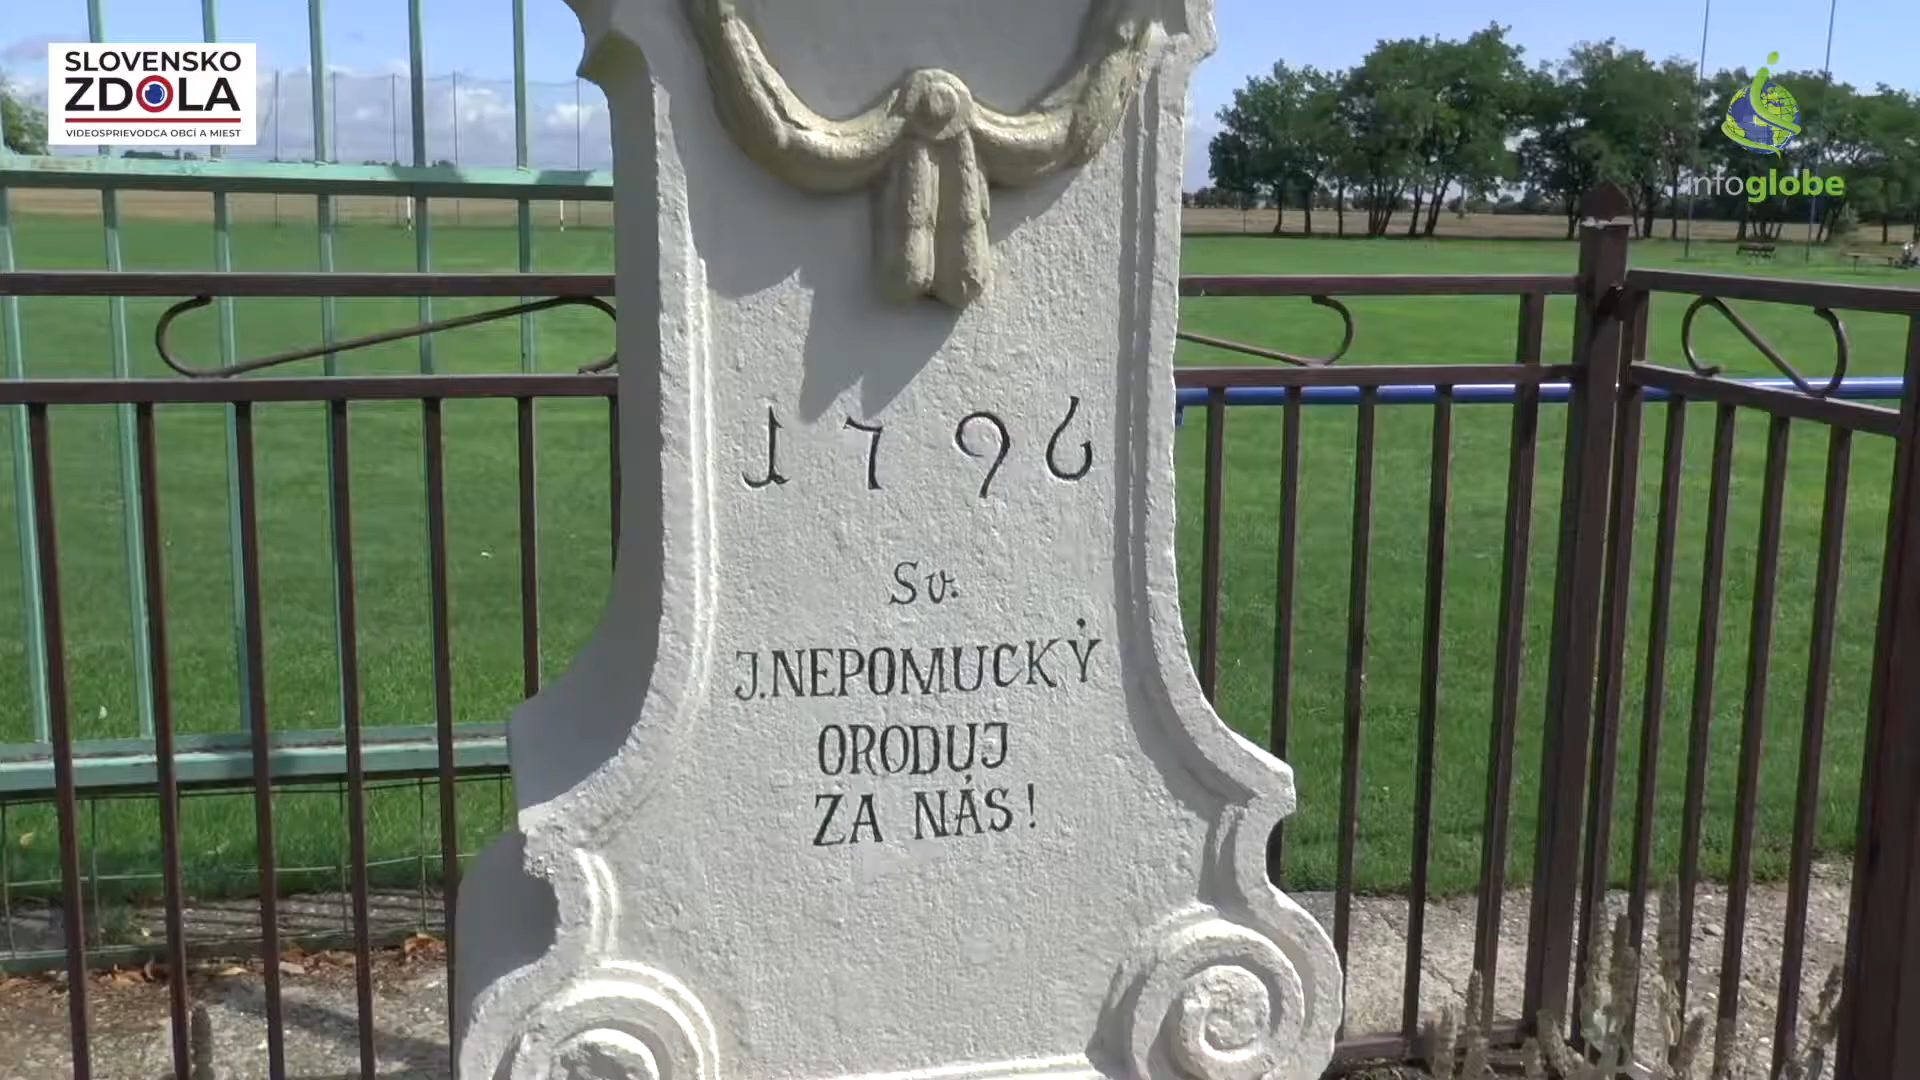 SLOVENSKO
ZDOLA
VIDEOSPRIEVODCA OBCÍ A MIEST
infoglobe
1796
Sv.
J. NEPOMUCKÝ
ORODUJ
ZA NÁS!